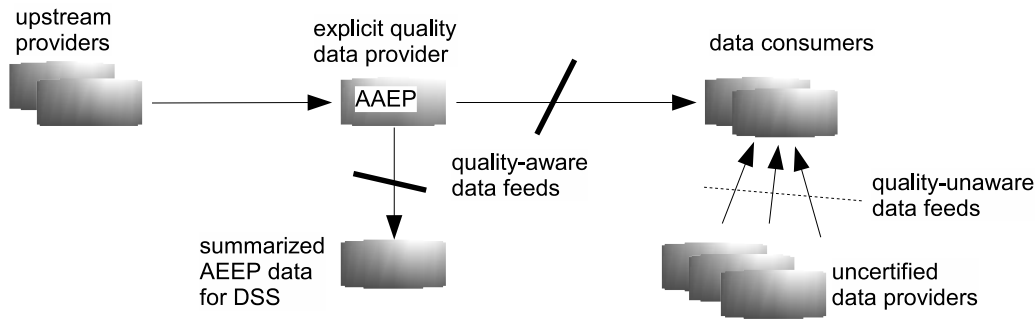 upstream
providers
explicit quality
data provider
data consumers
AAEP
quality-aware
data feeds
quality-unaware
data feeds
summarized
AEEP data
for DSS
uncertified
data providers